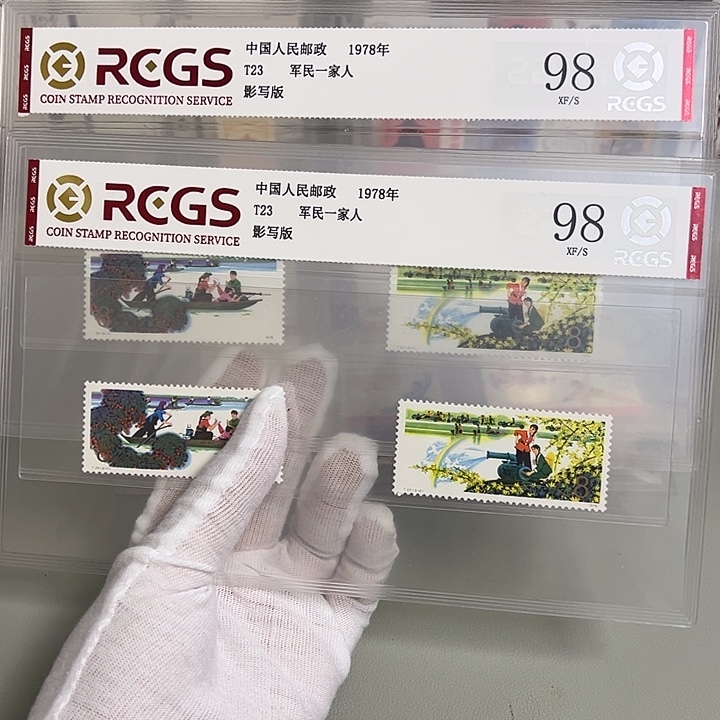 RCGS
COIN STAMP RECOGNITION SERVICE
中国人民邮政 1978年
T23 军民一家人
影写版
98
XF/S
RCGS
RCGS
COIN STAMP RECOGNITION SERVICE
中国人民邮政 1978年
T23 军民一家人
影写版
98
XF/S
RCGS
8